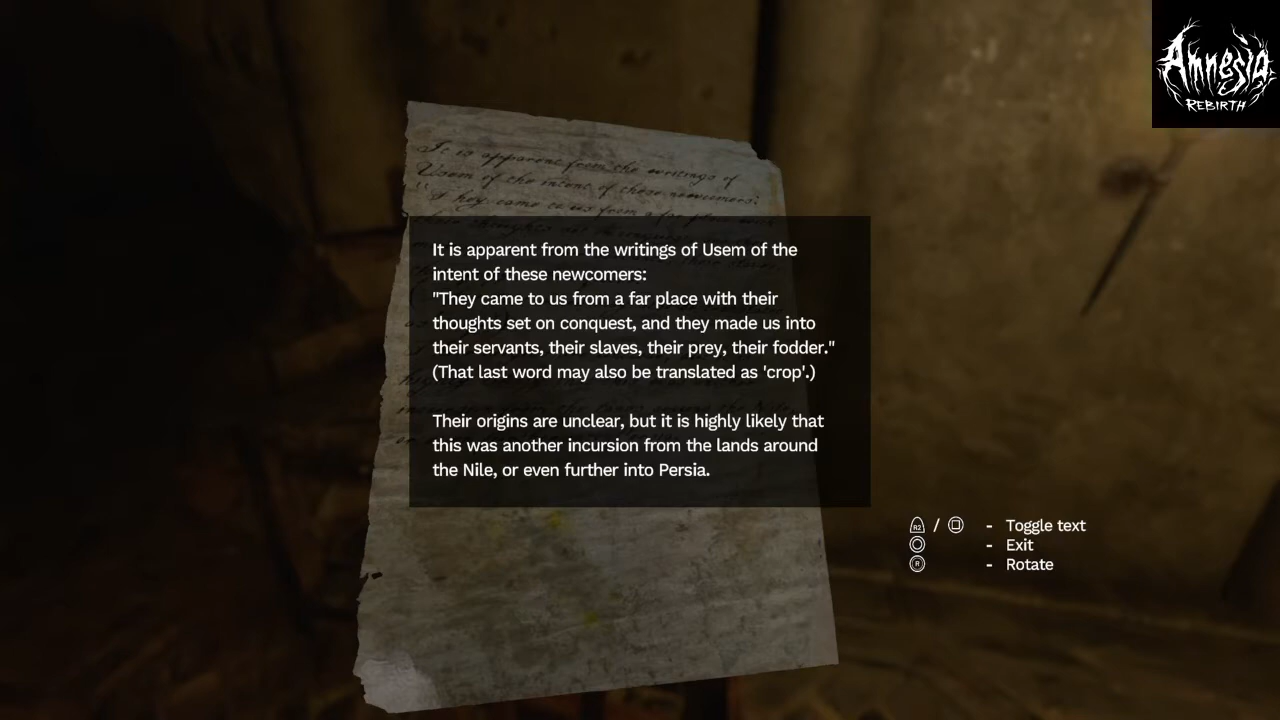 Amnesia
REBIRTH
It is apparent from the writings of
Usem of the intent of these newcomers:
"They came to us from a far place with
It is apparent from the writings of Usem of the
intent of these newcomers:
"They came to us from a far place with their
thoughts set on conquest, and they made us into
their servants, their slaves, their prey, their fodder."
(That last word may also be translated as 'crop'.)
Their origins are unclear, but it is highly likely that
this was another incursion from the lands around
the Nile, or even further into Persia.
R2 / - Toggle text
- Exit
R - Rotate